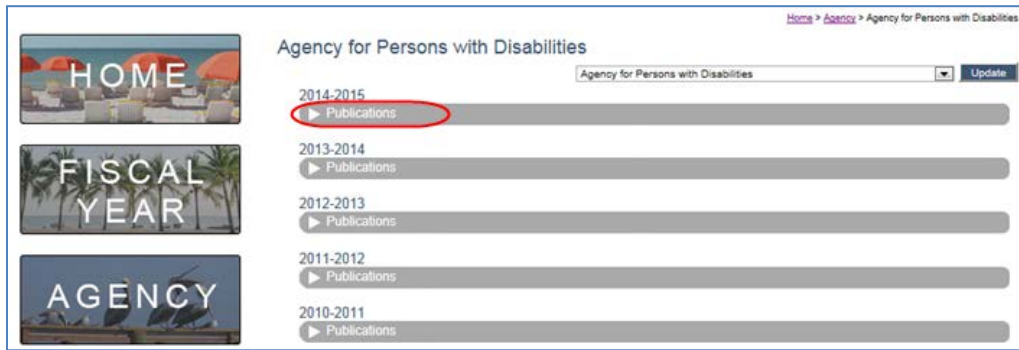 Home > Agency > Agency for Persons with Disabilities
HOME
FISCAL
YEAR
AGENCY
Agency for Persons with Disabilities
Agency for Persons with Disabilities Update
2014-2015
Publications
2013-2014
Publications
2012-2013
Publications
2011-2012
Publications
2010-2011
Publications